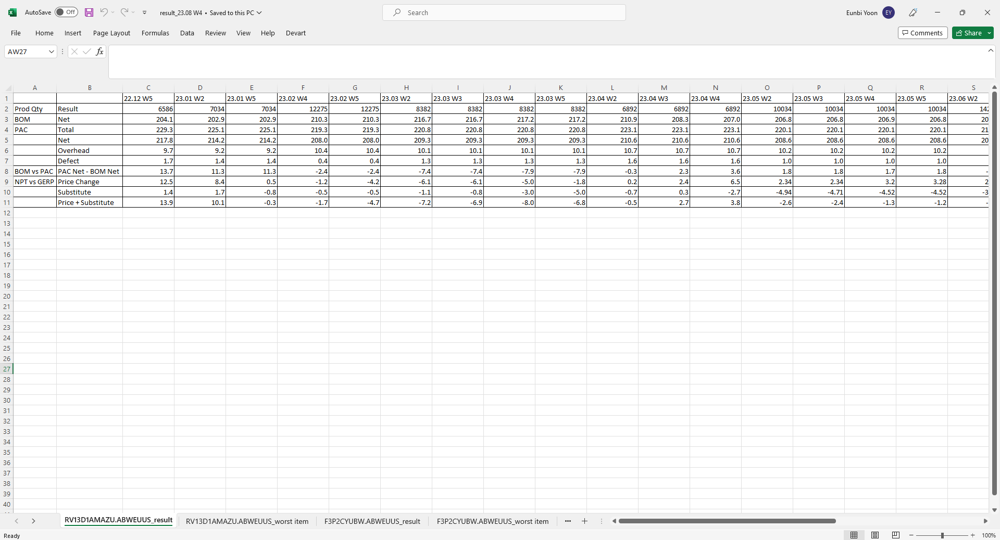 AutoSave Off result_23.08 W4 • Saved to this PC Search Eunbi Yoon EY
File Home Insert Page Layout Formulas Data Review View Help Devart Comments Share
AW27 fx
A B C D E F G H I J K L M N O P Q R S
1 22.12 W5 23.01 W2 23.01 W5 23.02 W4 23.02 W5 23.03 W2 23.03 W3 23.03 W4 23.03 W5 23.04 W2 23.04 W3 23.04 W4 23.05 W2 23.05 W3 23.05 W4 23.05 W5 23.06 W2
2 Prod Qty Result 6586 7034 7034 12275 12275 8382 8382 8382 8382 6892 6892 6892 10034 10034 10034 10034 142
3 BOM Net 204.1 202.9 202.9 210.3 210.3 216.7 216.7 217.2 217.2 210.9 208.3 207.0 206.8 206.8 206.9 206.8 20
4 PAC Total 229.3 225.1 225.1 219.3 219.3 220.8 220.8 220.8 220.8 223.1 223.1 223.1 220.1 220.1 220.1 220.1 21
5 Net 217.8 214.2 214.2 208.0 208.0 209.3 209.3 209.3 209.3 210.6 210.6 210.6 208.6 208.6 208.6 208.6 20
6 Overhead 9.7 9.2 9.2 10.4 10.4 10.1 10.1 10.1 10.1 10.7 10.7 10.7 10.2 10.2 10.2 10.2
7 Defect 1.7 1.4 1.4 0.4 0.4 1.3 1.3 1.3 1.3 1.6 1.6 1.6 1.0 1.0 1.0 1.0
8 BOM vs PAC PAC Net - BOM Net 13.7 11.3 11.3 -2.4 -2.4 -7.4 -7.4 -7.9 -7.9 -0.3 2.3 3.6 1.8 1.8 1.7 1.8 -
9 NPT vs GERP Price Change 12.5 8.4 0.5 -1.2 -4.2 -6.1 -6.1 -5.0 -1.8 0.2 2.4 6.5 2.34 2.34 3.2 3.28 2
10 Substitute 1.4 1.7 -0.8 -0.5 -0.5 -1.1 -0.8 -3.0 -5.0 -0.7 0.3 -2.7 -4.94 -4.71 -4.52 -4.52 -3
11 Price + Substitute 13.9 10.1 -0.3 -1.7 -4.7 -7.2 -6.9 -8.0 -6.8 -0.5 2.7 3.8 -2.6 -2.4 -1.3 -1.2 -
12
13
14
15
16
17
18
19
20
21
22
23
24
25
26
27
28
29
30
31
32
33
34
35
36
37
38
39
40
RV13D1AMAZU.ABWEUUS_result RV13D1AMAZU.ABWEUUS_worst item F3P2CYUBW.ABWEUUS_result F3P2CYUBW.ABWEUUS_worst item ••• +
Ready 100%